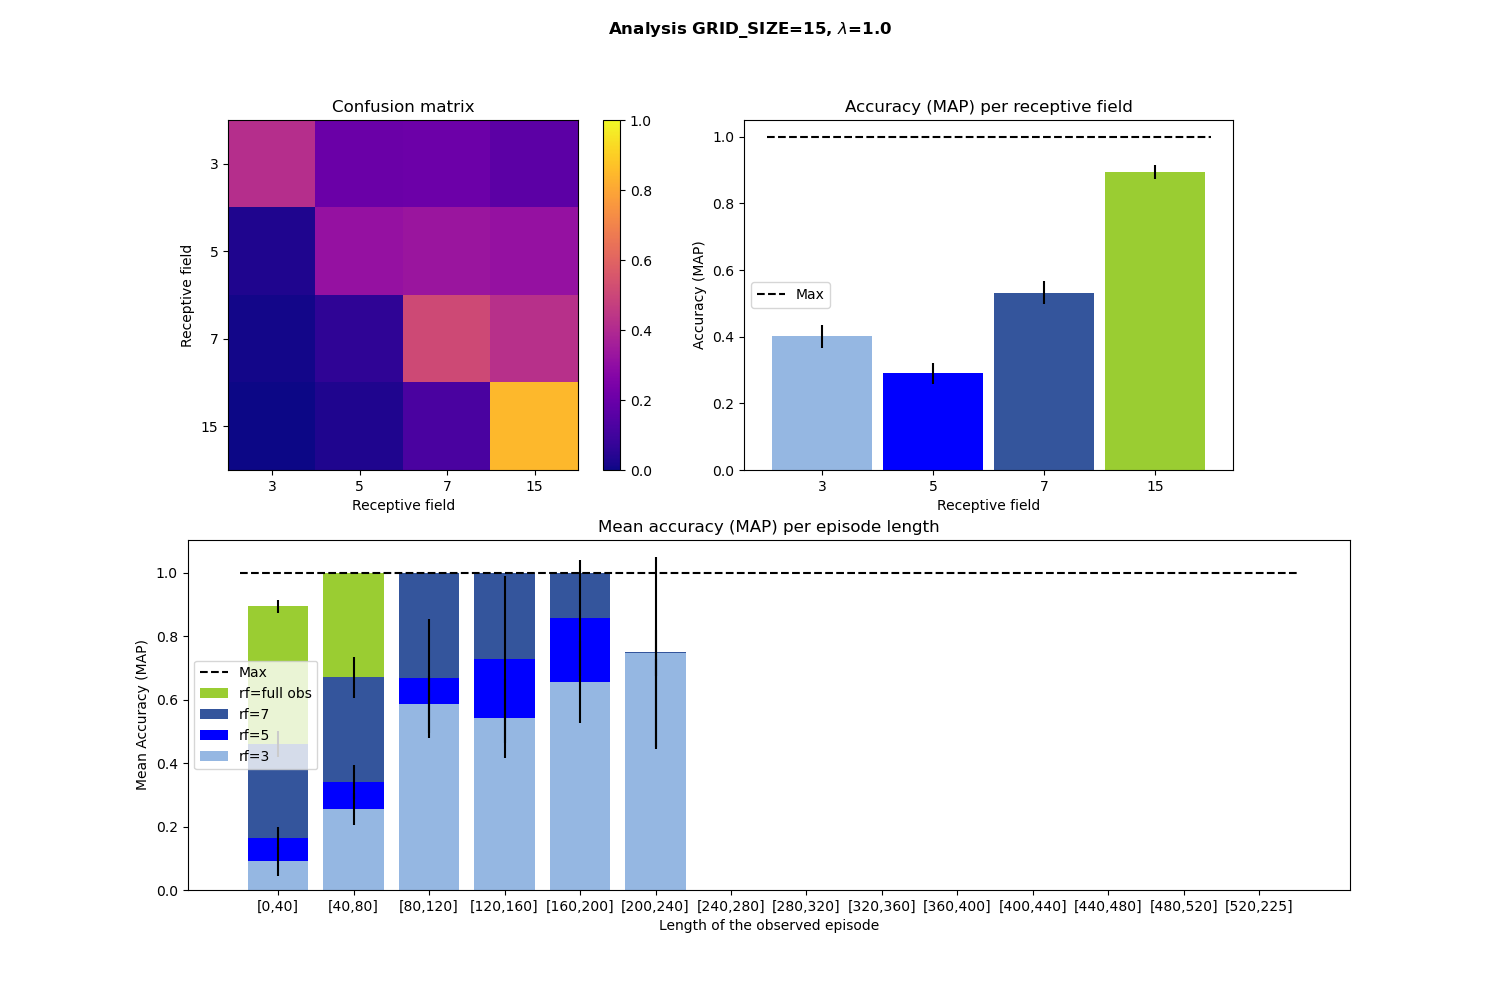 Analysis GRID_SIZE=15, λ=1.0
Confusion matrix
3
5
7
15
Receptive field
3 5 7 15
Receptive field
1.0
0.8
0.6
0.4
0.2
0.0
Accuracy (MAP) per receptive field
1.0
0.8
0.6
0.4
0.2
0.0
Accuracy (MAP)
Max
3 5 7 15
Receptive field
Mean accuracy (MAP) per episode length
1.0
0.8
0.6
0.4
0.2
0.0
Mean Accuracy (MAP)
Max
rf=full obs
rf=7
rf=5
rf=3
[0,40] [40,80] [80,120] [120,160] [160,200] [200,240] [240,280] [280,320] [320,360] [360,400] [400,440] [440,480] [480,520] [520,225]
Length of the observed episode